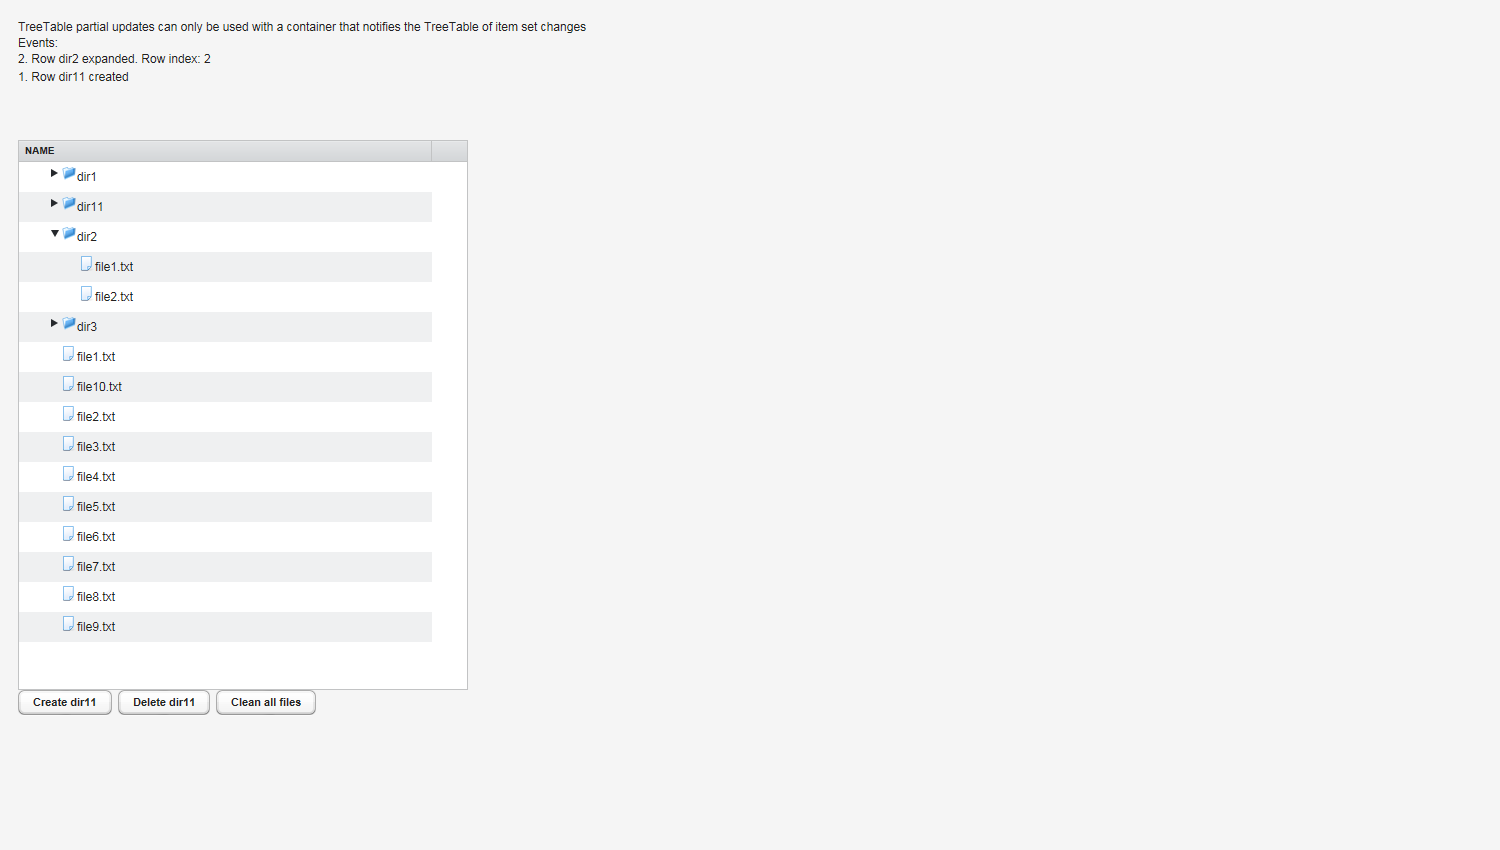 TreeTable partial updates can only be used with a container that notifies the TreeTable of item set changes
Events:
2. Row dir2 expanded. Row index: 2
1. Row dir11 created
NAME
dir1
dir11
dir2
file1.txt
file2.txt
dir3
file1.txt
file10.txt
file2.txt
file3.txt
file4.txt
file5.txt
file6.txt
file7.txt
file8.txt
file9.txt
Create dir11 Delete dir11 Clean all files